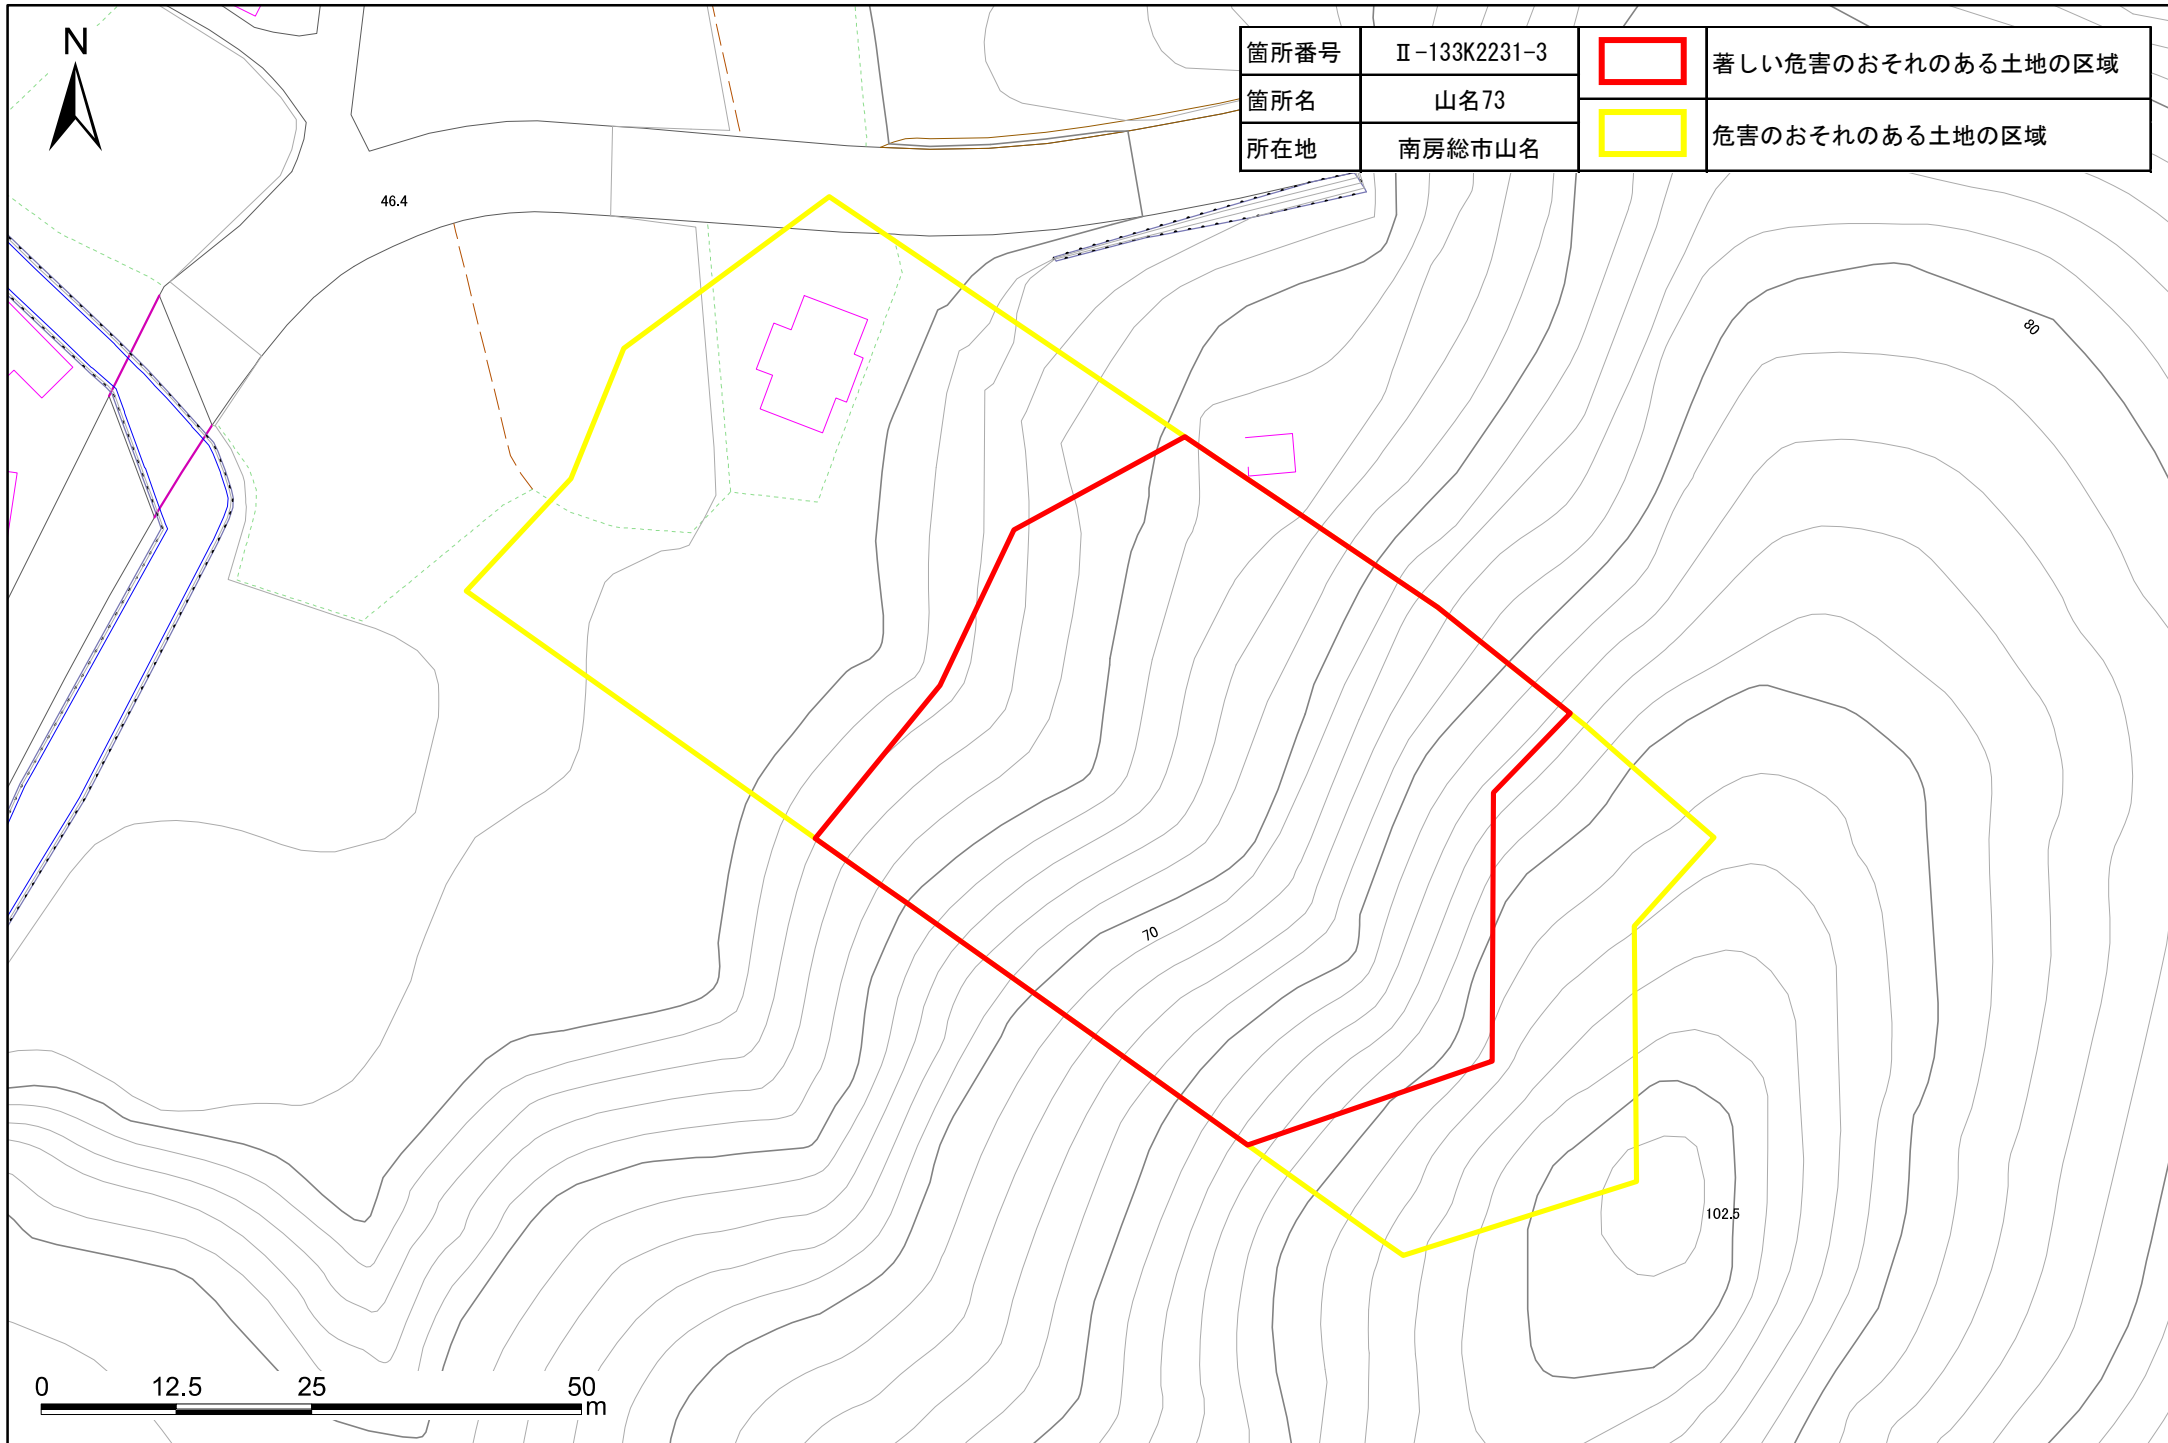 N
箇所番号 Ⅱ-133K2231-3
箇所名 山名73
所在地 南房総市山名
著しい危害のおそれのある土地の区域
危害のおそれのある土地の区域
46.4
80
70
102.5
0 12.5 25 50
m